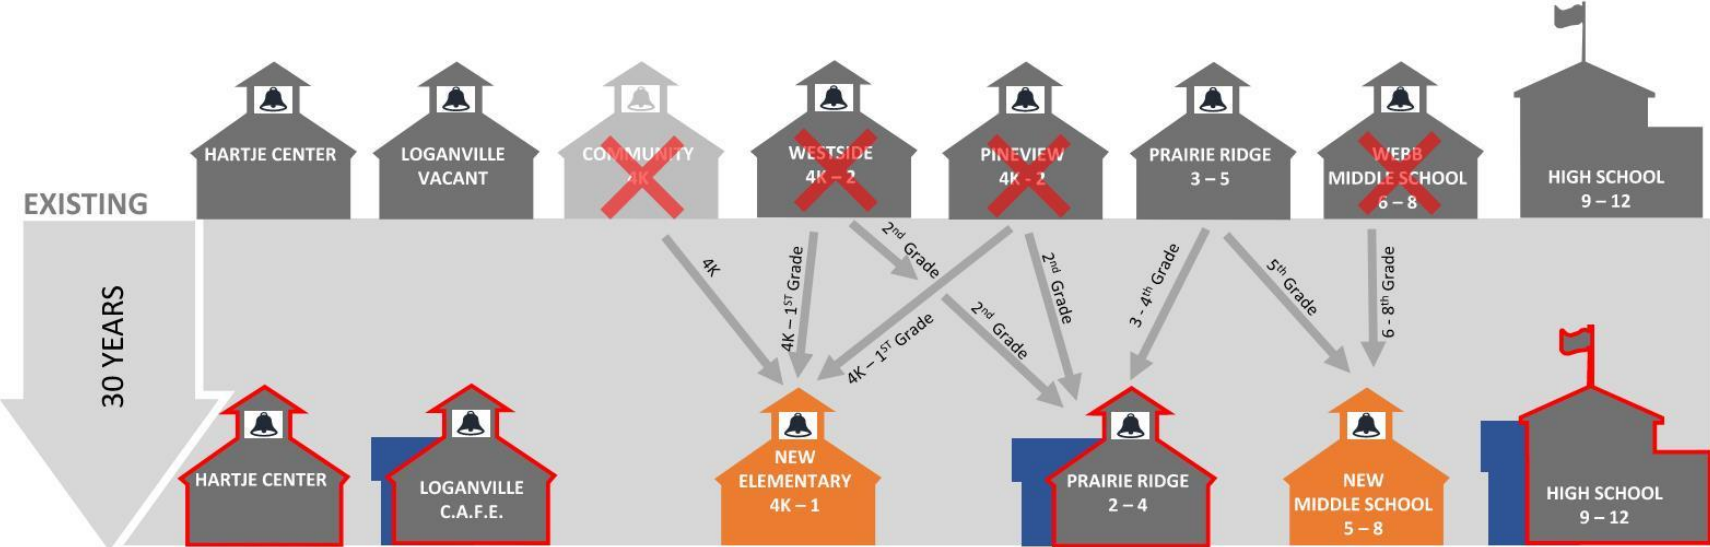 HARTJE CENTER
LOGANVILLE
VACANT
COMMUNITY
4K
WESTSIDE
4K – 2
PINEVIEW
4K - 2
PRAIRIE RIDGE
3 – 5
WEBB
MIDDLE SCHOOL
6 – 8
HIGH SCHOOL
9 – 12
EXISTING
30 YEARS
4K
4K – 1ST Grade
2nd Grade
4K – 1ST Grade
2nd Grade
2nd Grade
3 - 4th Grade
5th Grade
6 - 8th Grade
HARTJE CENTER
LOGANVILLE
C.A.F.E.
NEW
ELEMENTARY
4K – 1
PRAIRIE RIDGE
2 – 4
NEW
MIDDLE SCHOOL
5 – 8
HIGH SCHOOL
9 – 12